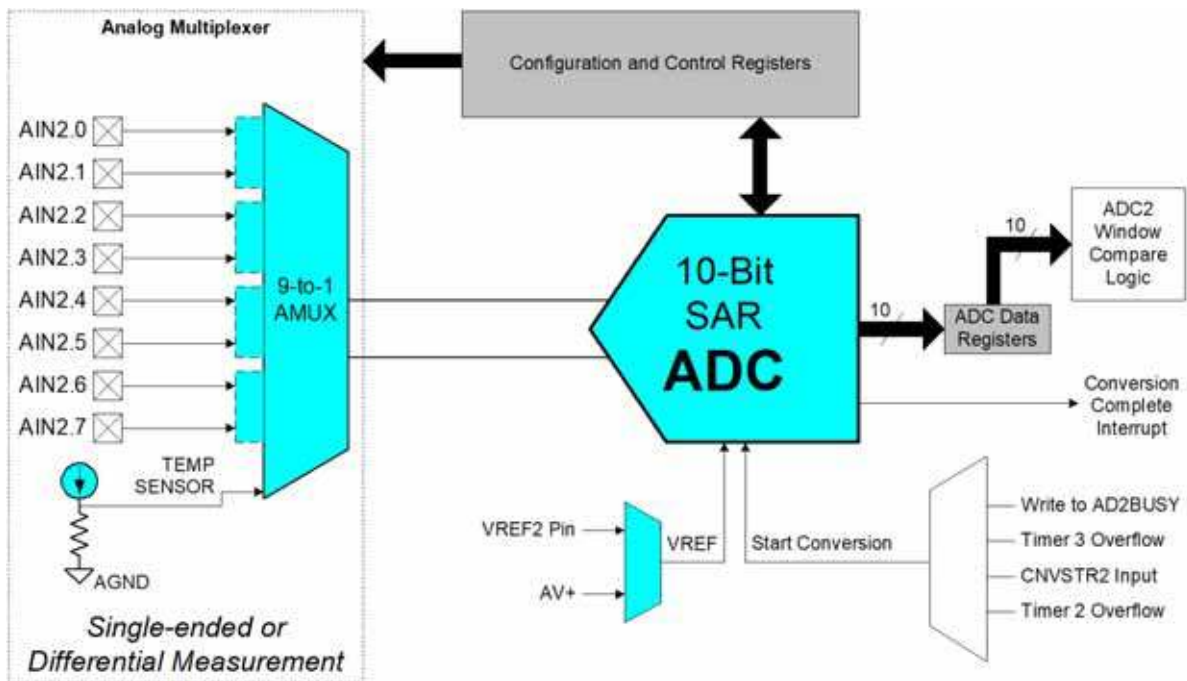 Analog Multiplexer
Configuration and Control Registers
AIN2.0
AIN2.1
AIN2.2
AIN2.3
AIN2.4
AIN2.5
AIN2.6
AIN2.7
9-to-1
AMUX
TEMP
SENSOR
AGND
Single-ended or
Differential Measurement
10-Bit
SAR
ADC
10
ADC Data
Registers
10
ADC2
Window
Compare
Logic
Conversion
Complete
Interrupt
VREF2 Pin
AV+
VREF
Start Conversion
Write to AD2BUSY
Timer 3 Overflow
CNVSTR2 Input
Timer 2 Overflow